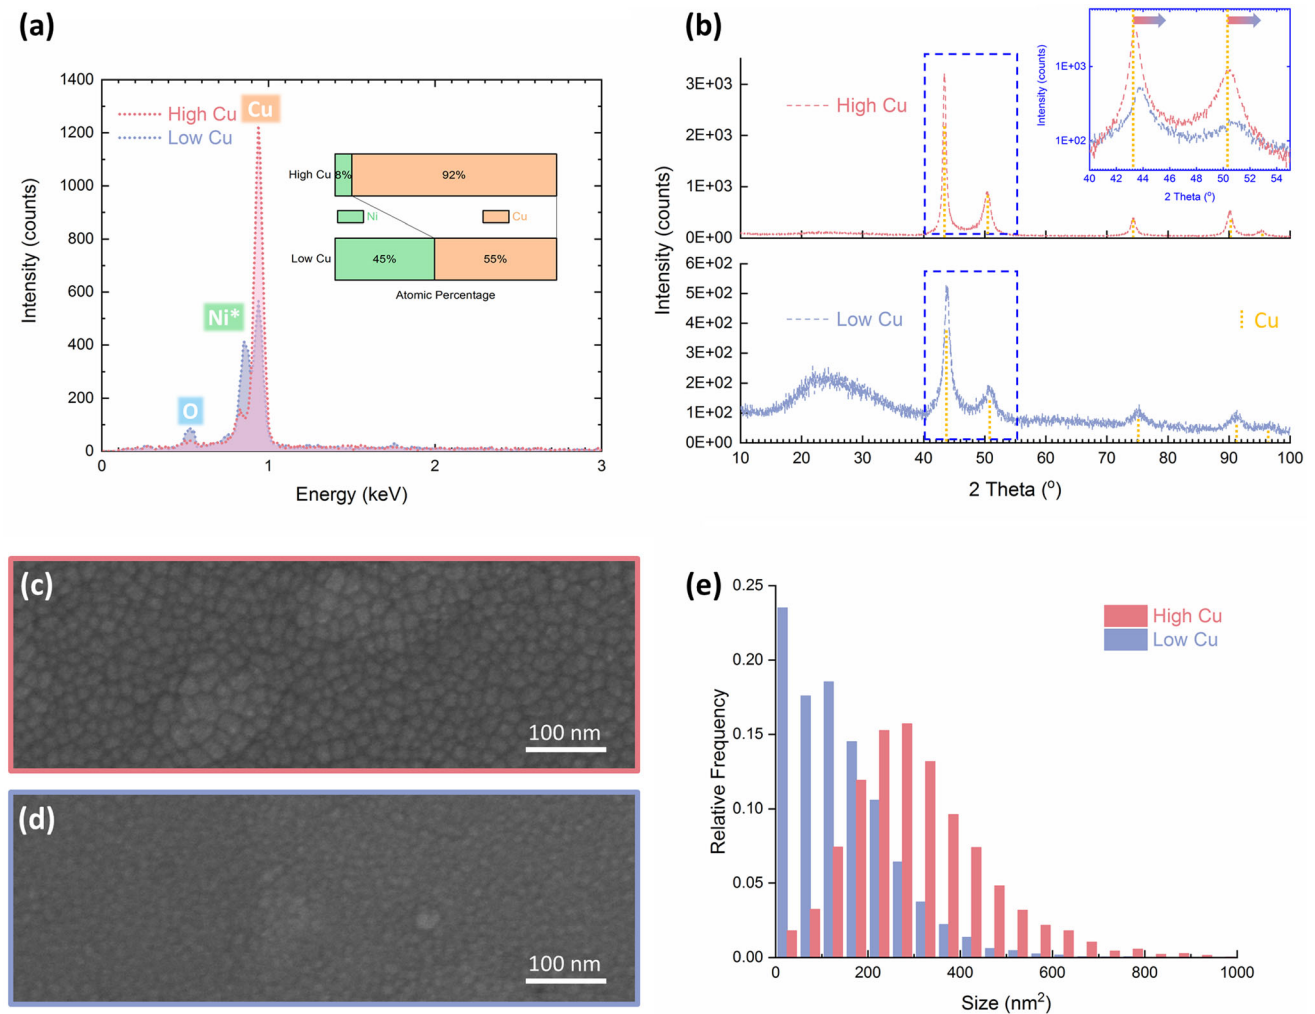 (a)
1400
1200
1000
800
600
400
200
0
Intensity (counts)
High Cu
Low Cu
Cu
Ni*
O
High Cu
8%
92%
Ni
Cu
Low Cu
45%
55%
Atomic Percentage
0
1
2
3
Energy (keV)
(b)
3E+03
2E+03
1E+03
0E+00
High Cu
Intensity (counts)
1E+03
1E+02
40 42 44 46 48 50 52 54
2 Theta (o)
Intensity (counts)
6E+02
5E+02
4E+02
3E+02
2E+02
1E+02
0E+00
Low Cu
Cu
10 20 30 40 50 60 70 80 90 100
2 Theta (o)
(c)
100 nm
(d)
100 nm
(e)
0.25
0.20
0.15
0.10
0.05
0.00
Relative Frequency
High Cu
Low Cu
0 200 400 600 800 1000
Size (nm2)